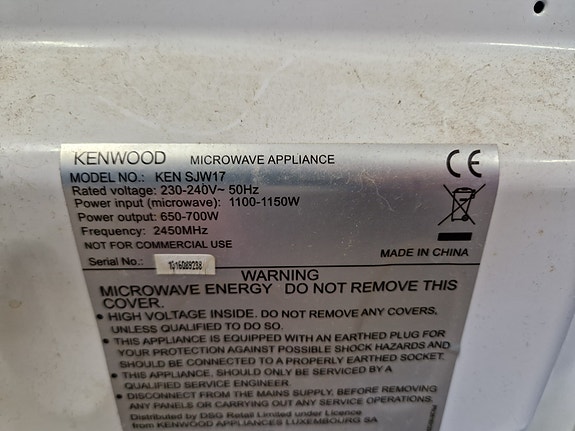 KENWOOD MICROWAVE APPLIANCE CE
MODEL NO.: KEN SJW17
Rated voltage: 230-240V~ 50Hz
Power input (microwave): 1100-1150W
Power output: 650-700W
Frequency: 2450MHz
NOT FOR COMMERCIAL USE
MADE IN CHINA
Serial No.:
WARNING
MICROWAVE ENERGY DO NOT REMOVE THIS
COVER.
• HIGH VOLTAGE INSIDE. DO NOT REMOVE ANY COVERS,
UNLESS QUALIFIED TO DO SO.
• THIS APPLIANCE IS EQUIPPED WITH AN EARTHED PLUG FOR
YOUR PROTECTION AGAINST POSSIBLE SHOCK HAZARDS AND
SHOULD BE CONNECTED TO A PROPERLY EARTHED SOCKET.
• THIS APPLIANCE, SHOULD ONLY BE SERVICED BY A
QUALIFIED SERVICE ENGINEER.
• DISCONNECT FROM THE MAINS SUPPLY, BEFORE REMOVING
ANY PANELS OR CARRYING OUT ANY SERVICE OPERATIONS.
Distributed by DSG Retail Limited under Licence
from KENWOOD APPLIANCES LUXEMBOURG SA